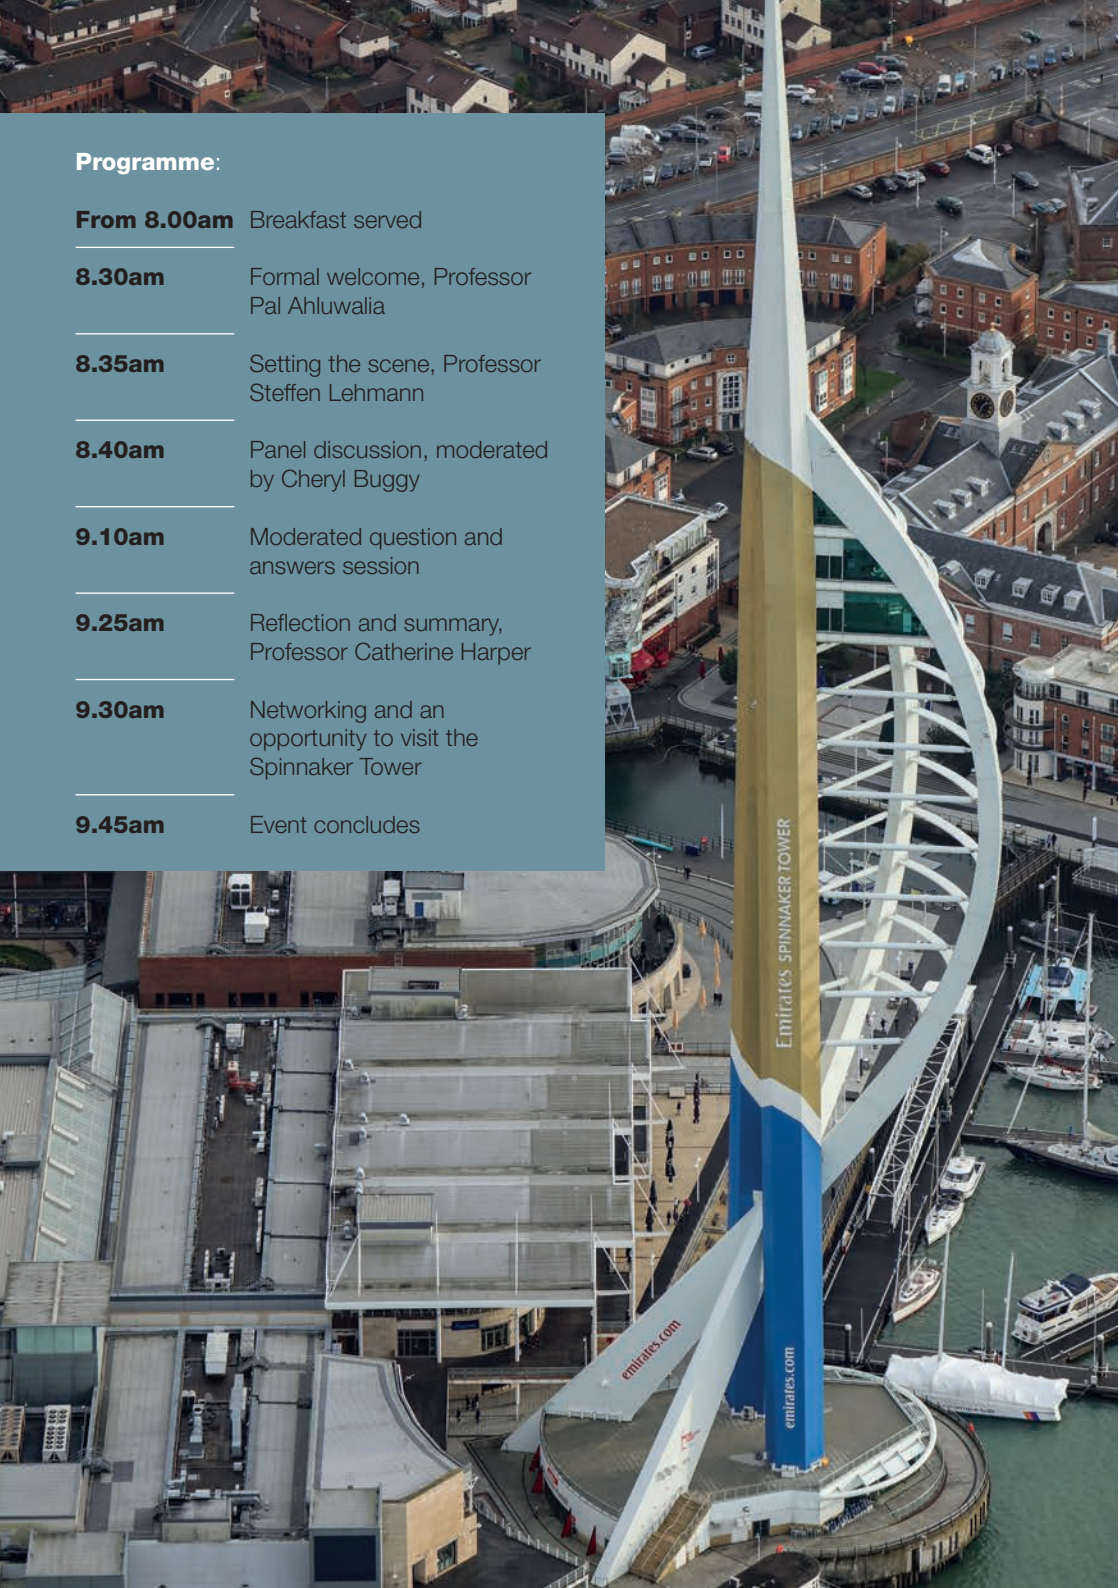 Programme:
From 8.00am Breakfast served
8.30am Formal welcome, Professor
Pal Ahluwalia
8.35am Setting the scene, Professor
Steffen Lehmann
8.40am Panel discussion, moderated
by Cheryl Buggy
9.10am Moderated question and
answers session
9.25am Reflection and summary,
Professor Catherine Harper
9.30am Networking and an
opportunity to visit the
Spinnaker Tower
9.45am Event concludes
Emirates SPINNAKER TOWER
emirates.com
emirates.com